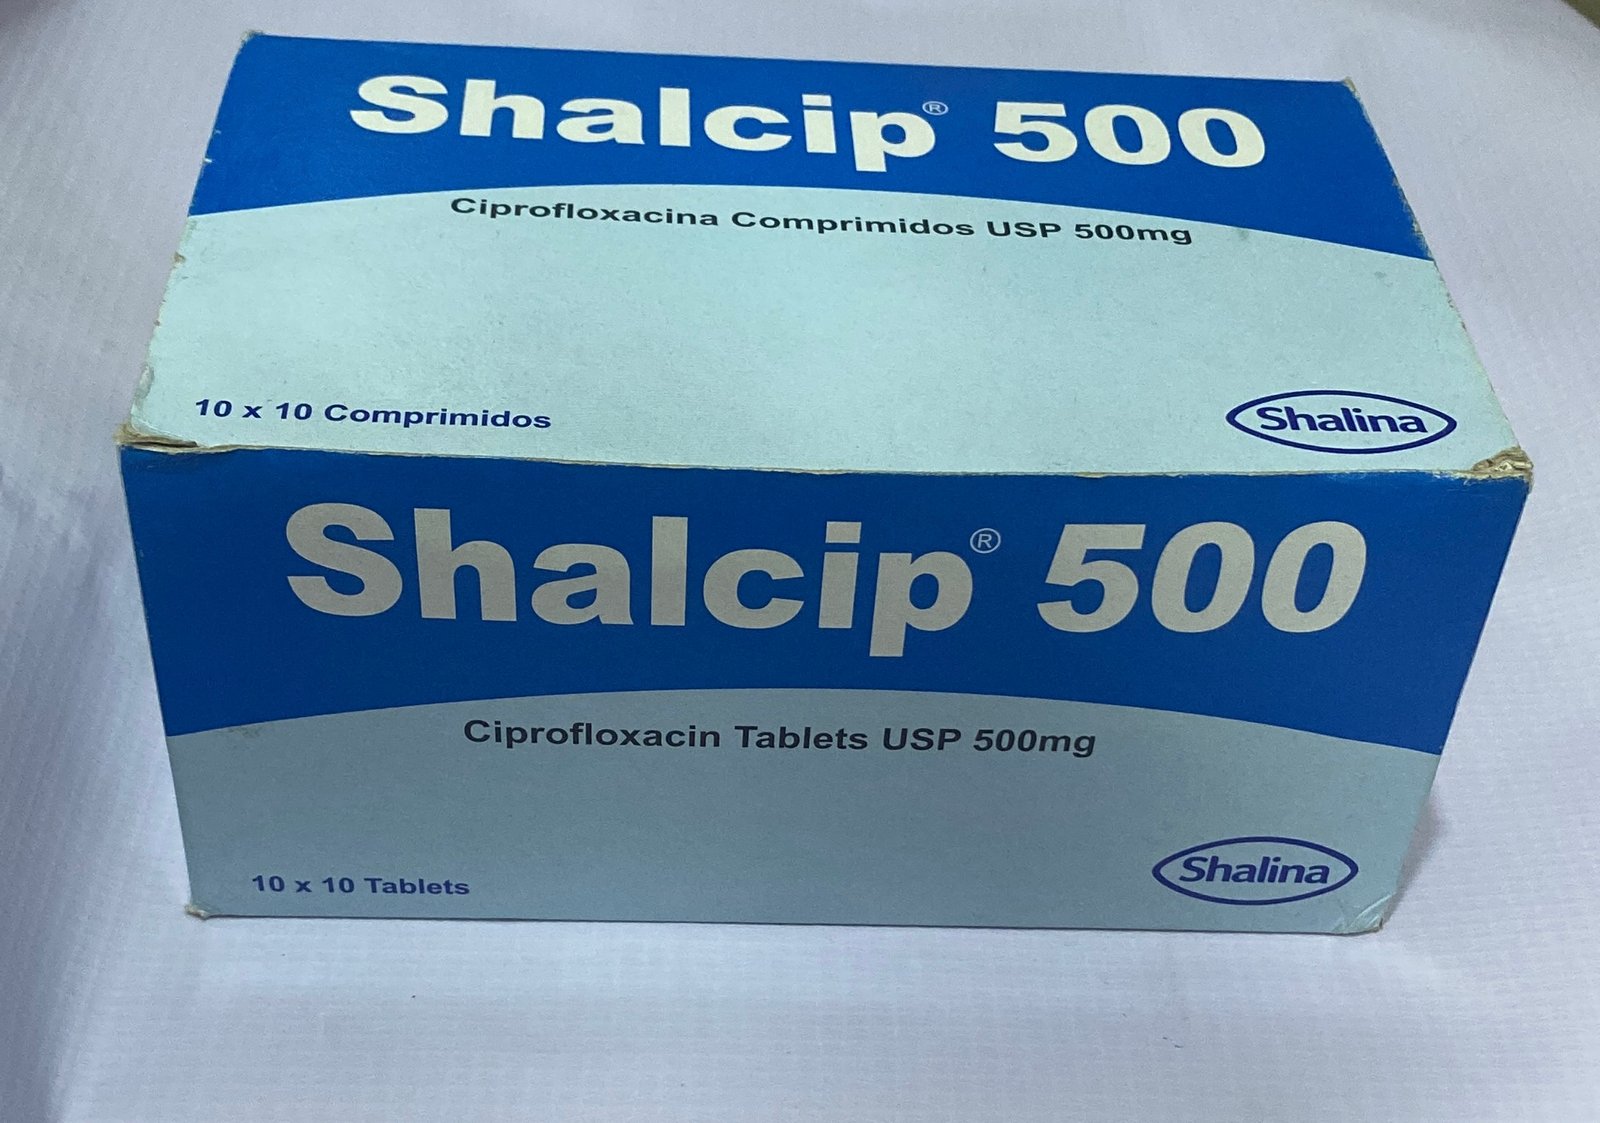 Shalcip® 500
Ciprofloxacina Comprimidos USP 500mg
10 x 10 Comprimidos
Shalina
Shalcip® 500
Ciprofloxacin Tablets USP 500mg
10 x 10 Tablets
Shalina